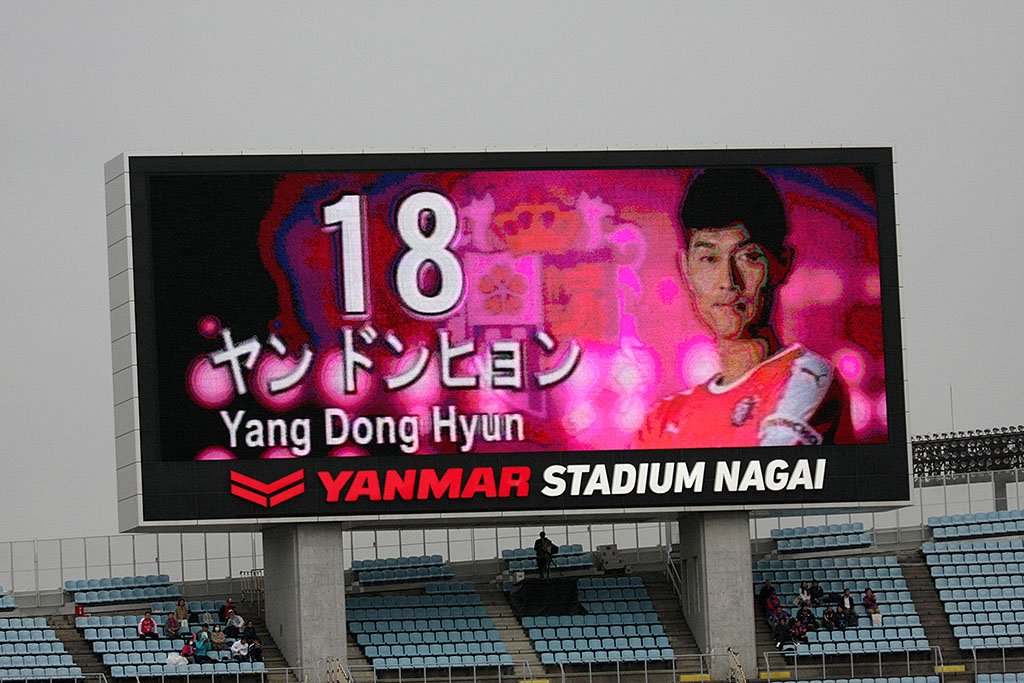 18
ヤン ドンヒョン
Yang Dong Hyun
YANMAR STADIUM NAGAI